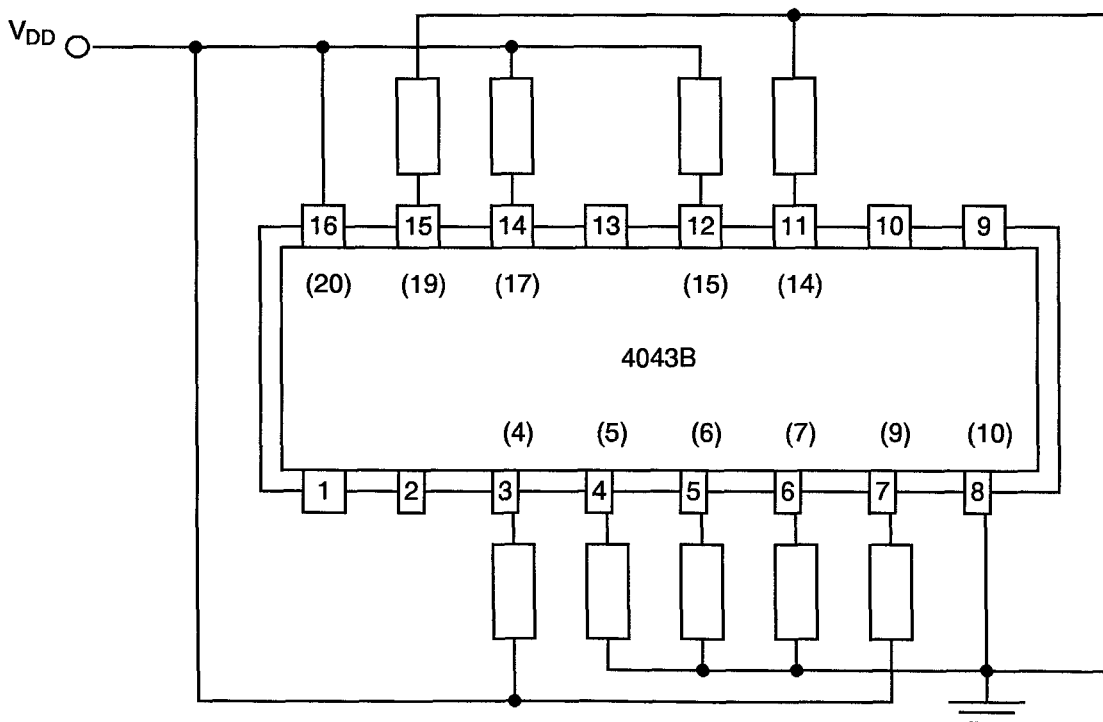 VDD
16 15 14 13 12 11 10 9
(20) (19) (17) (15) (14)
4043B
(4) (5) (6) (7) (9) (10)
1 2 3 4 5 6 7 8